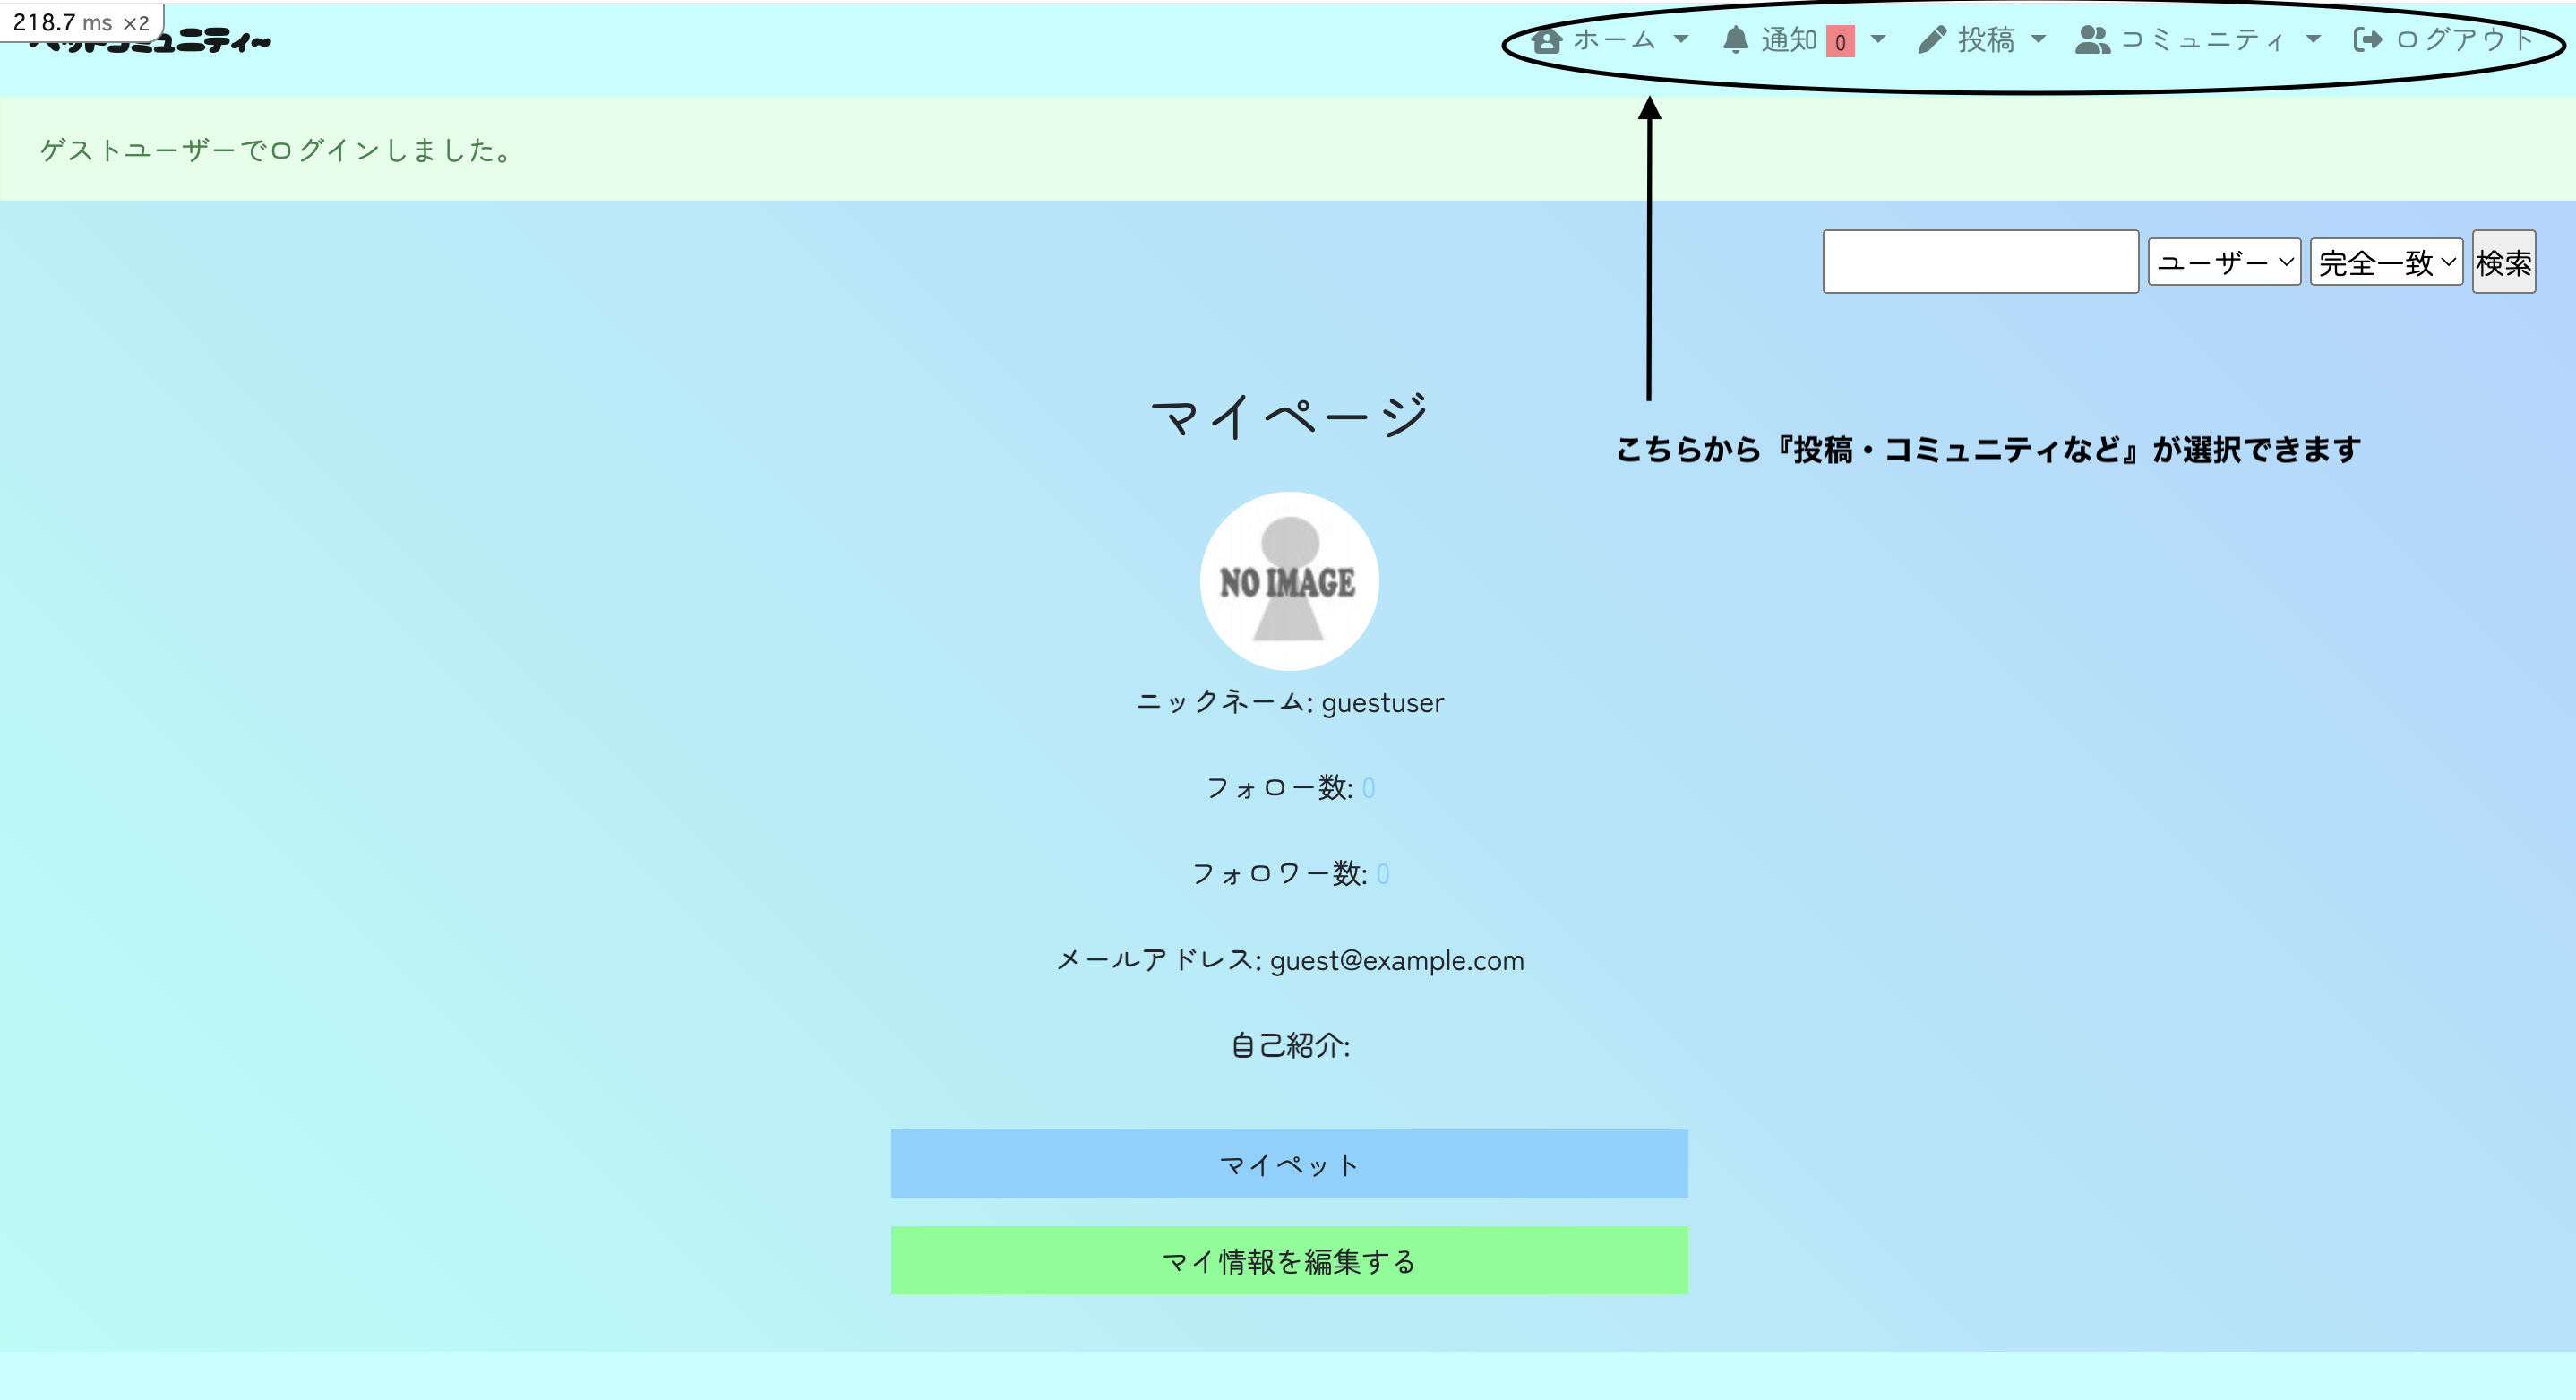 218.7 ms ×2
ペットコミュニティ〜
ホーム 通知 0 投稿 コミュニティ ログアウト
ゲストユーザーでログインしました。
ユーザー 完全一致 検索
マイページ
こちらから『投稿・コミュニティなど』が選択できます
NO IMAGE
ニックネーム: guestuser
フォロー数: 0
フォロワー数: 0
メールアドレス: guest@example.com
自己紹介:
マイペット
マイ情報を編集する